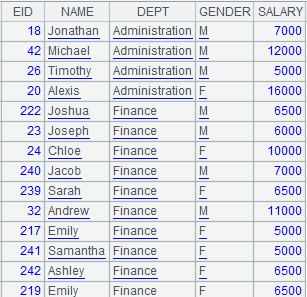 EID NAME DEPT GENDER SALARY
18 Jonathan Administration M 7000
42 Michael Administration M 12000
26 Timothy Administration M 5000
20 Alexis Administration F 16000
222 Joshua Finance M 6500
23 Joseph Finance M 6000
24 Chloe Finance F 10000
240 Jacob Finance M 7000
239 Sarah Finance F 6500
32 Andrew Finance M 11000
217 Emily Finance F 5000
241 Samantha Finance F 5000
242 Ashley Finance F 6500
219 Emily Finance F 6500